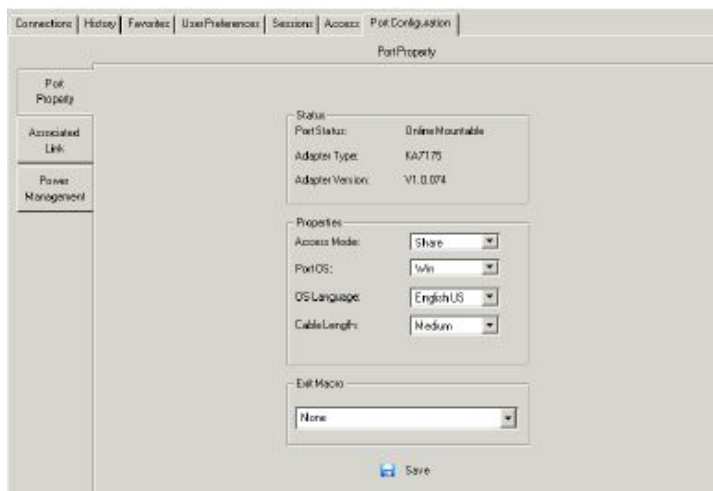 Connections History Favorites User Preferences Sessions Access Port Configuration
Port Property
Port
Property
Associated
Link
Power
Management
Status
Port Status: Online Mountable
Adapter Type: KA7175
Adapter Version: V1.0.074
Properties
Access Mode: Share
Port OS: Win
OS Language: English US
Cable Length: Medium
Exit Macro
None
Save